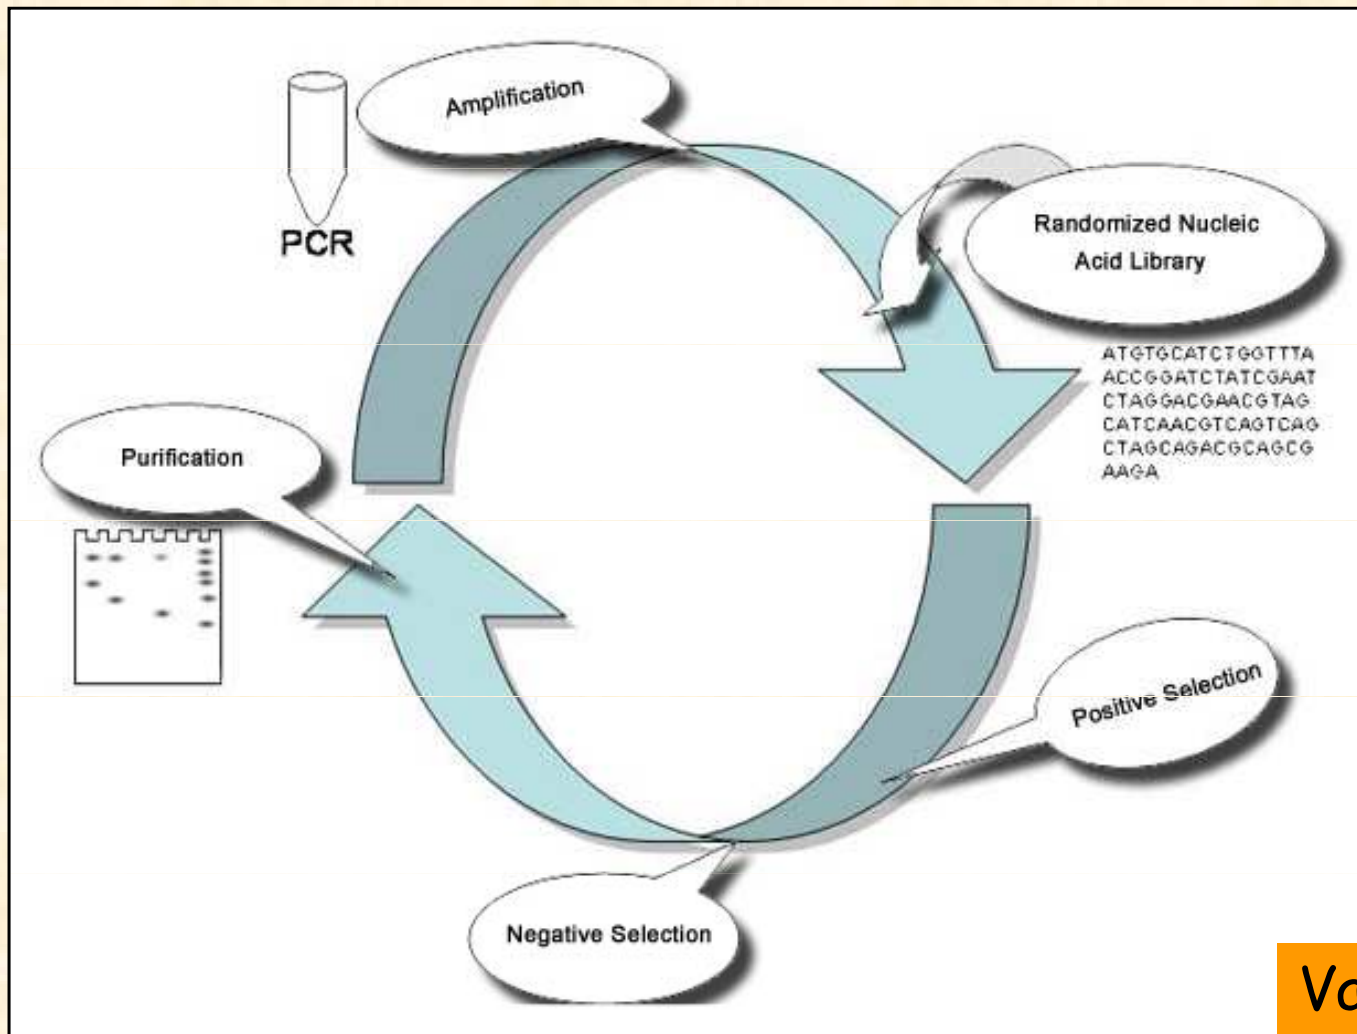 Amplification
PCR
Randomized Nucleic
Acid Library
ATGTGCATCTGGTTTA
ACCGGATCTATCGAAT
CTAGGACGAACGTAG
CATCAACGTCAGTCAG
CTAGCAGACGCAGCG
AAGA
Purification
Positive Selection
Negative Selection